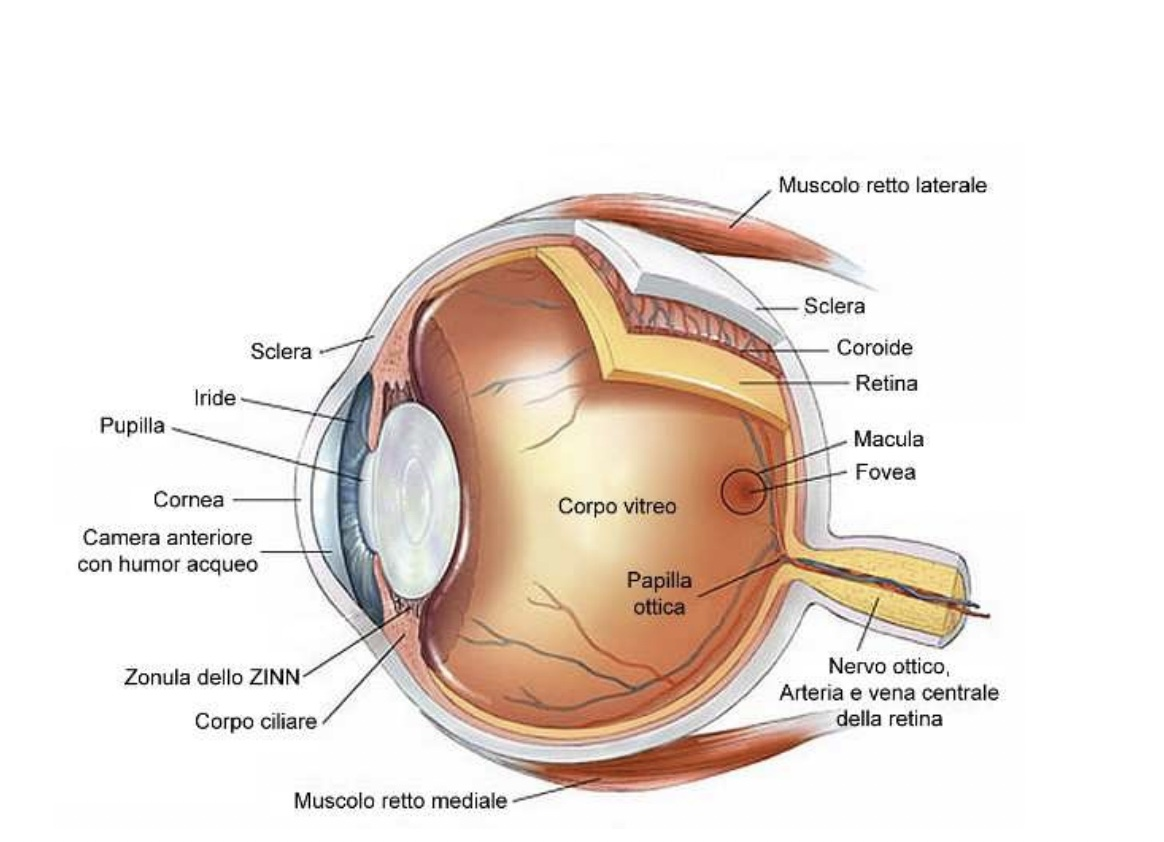 Muscolo retto laterale
Sclera
Coroide
Retina
Macula
Fovea
Sclera
Iride
Pupilla
Cornea
Camera anteriore
con humor acqueo
Corpo vitreo
Papilla
ottica
Zonula dello ZINN
Corpo ciliare
Nervo ottico,
Arteria e vena centrale
della retina
Muscolo retto mediale